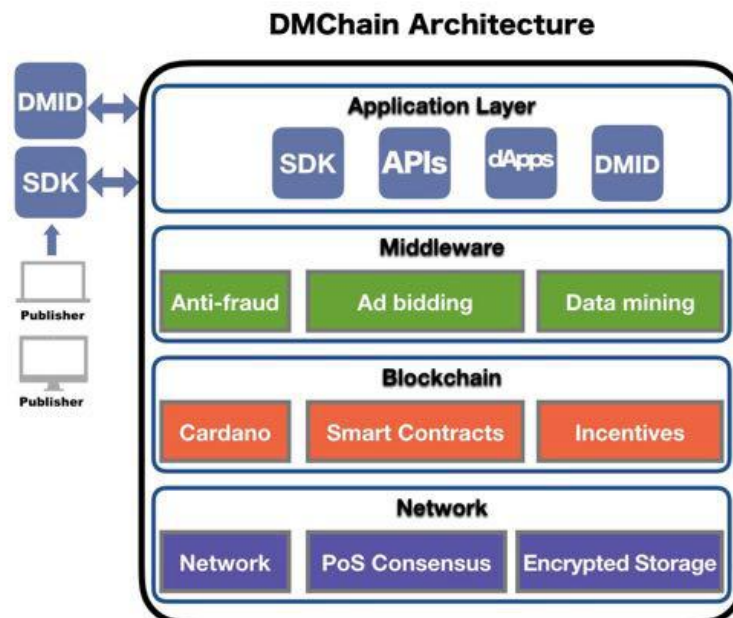 DMChain Architecture
DMID
SDK
Publisher
Publisher
Application Layer
SDK APIs dApps DMID
Middleware
Anti-fraud Ad bidding Data mining
Blockchain
Cardano Smart Contracts Incentives
Network
Network PoS Consensus Encrypted Storage